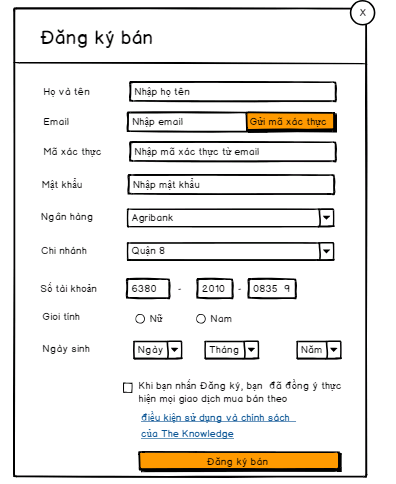 X
Đăng ký bán
Họ và tên Nhập họ tên
Email Nhập email Gửi mã xác thực
Mã xác thực Nhập mã xác thực từ email
Mật khẩu Nhập mật khẩu
Ngân hàng Agribank
Chi nhánh Quận 8
Số tài khoản 6380 - 2010 - 0835 9
Giới tính Nữ Nam
Ngày sinh Ngày Tháng Năm
Khi bạn nhấn Đăng ký, bạn đã đồng ý thực
hiện mọi giao dịch mua bán theo
điều kiện sử dụng và chính sách
của The Knowledge
Đăng ký bán